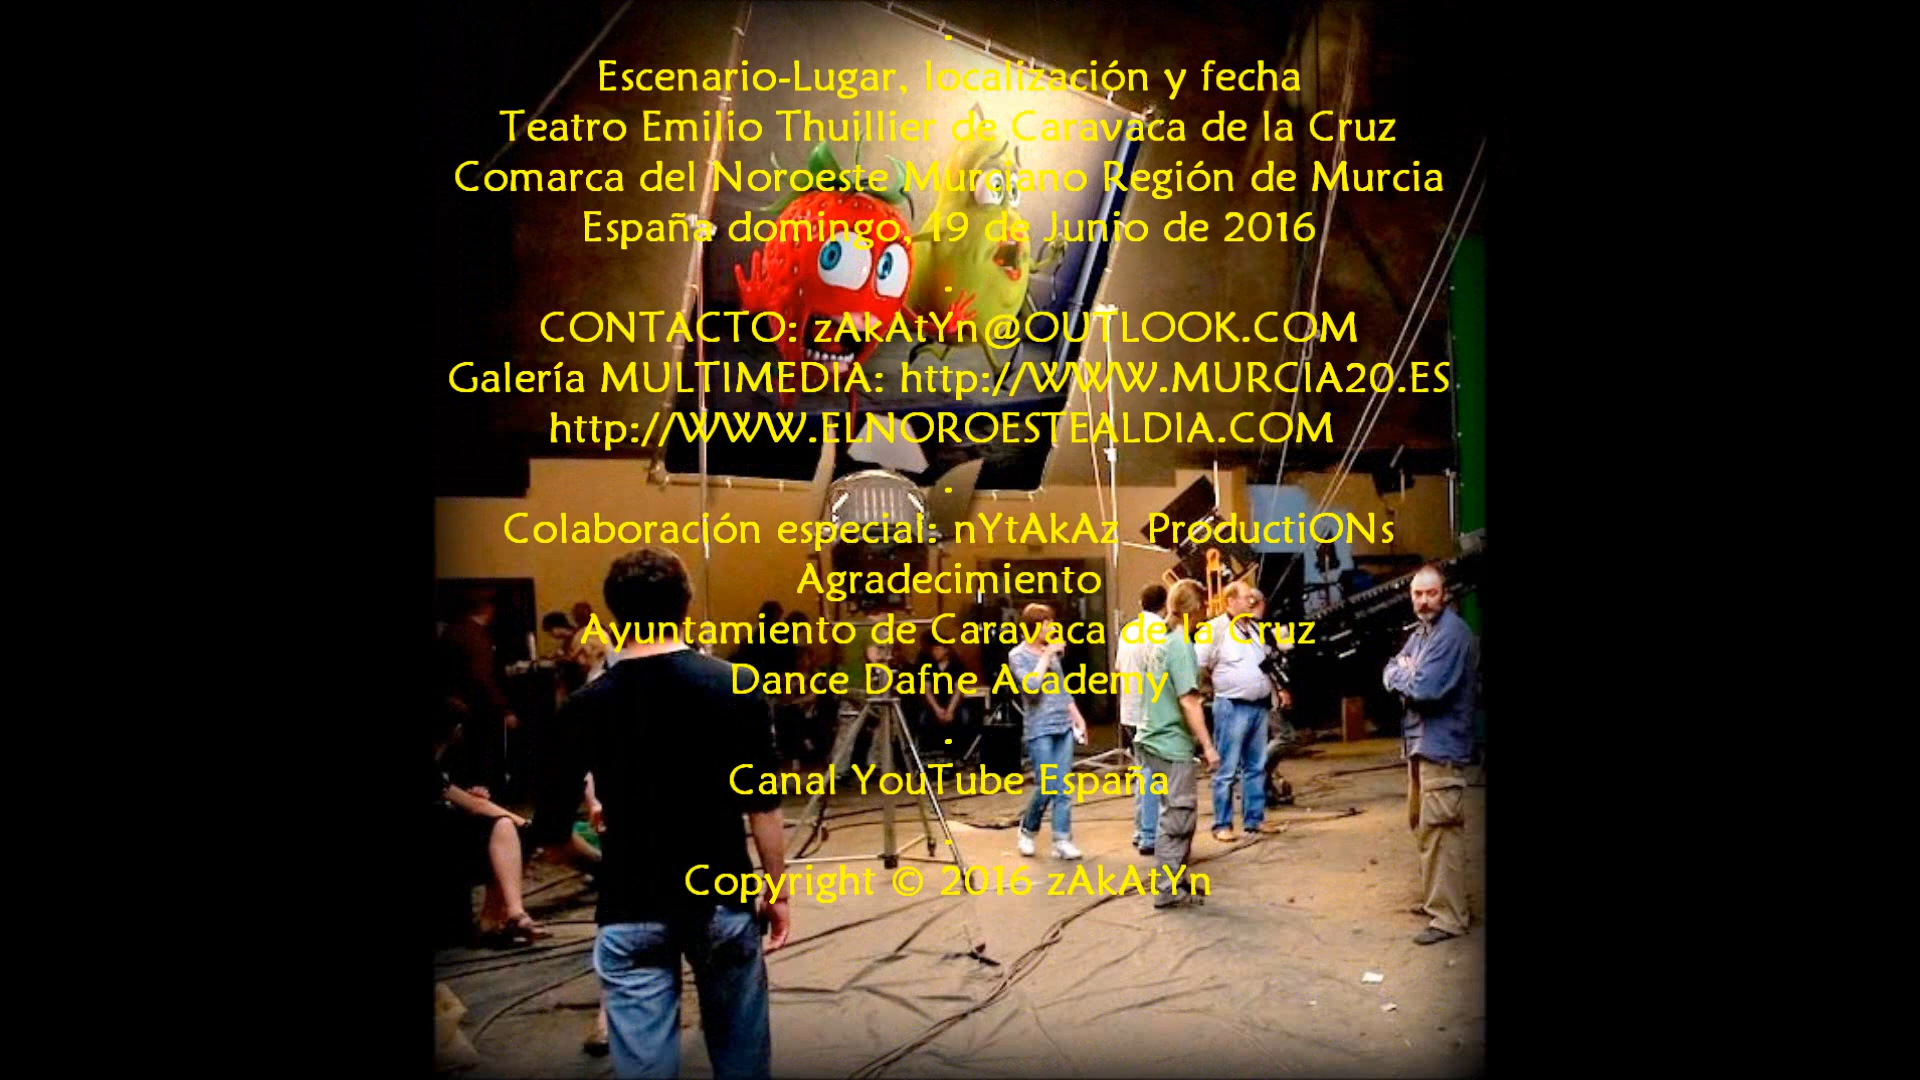 .
Escenario-Lugar, localización y fecha
Teatro Emilio Thuillier de Caravaca de la Cruz
Comarca del Noroeste Murciano Región de Murcia
España domingo, 19 de Junio de 2016
.
CONTACTO: zAkAtYn@OUTLOOK.COM
Galería MULTIMEDIA: http://WWW.MURCIA20.ES
http://WWW.ELNOROESTEALDIA.COM
.
Colaboración especial: nYtAkAz ProductiONs
Agradecimiento
Ayuntamiento de Caravaca de la Cruz
Dance Dafne Academy
.
Canal YouTube España
.
Copyright © 2016 zAkAtYn